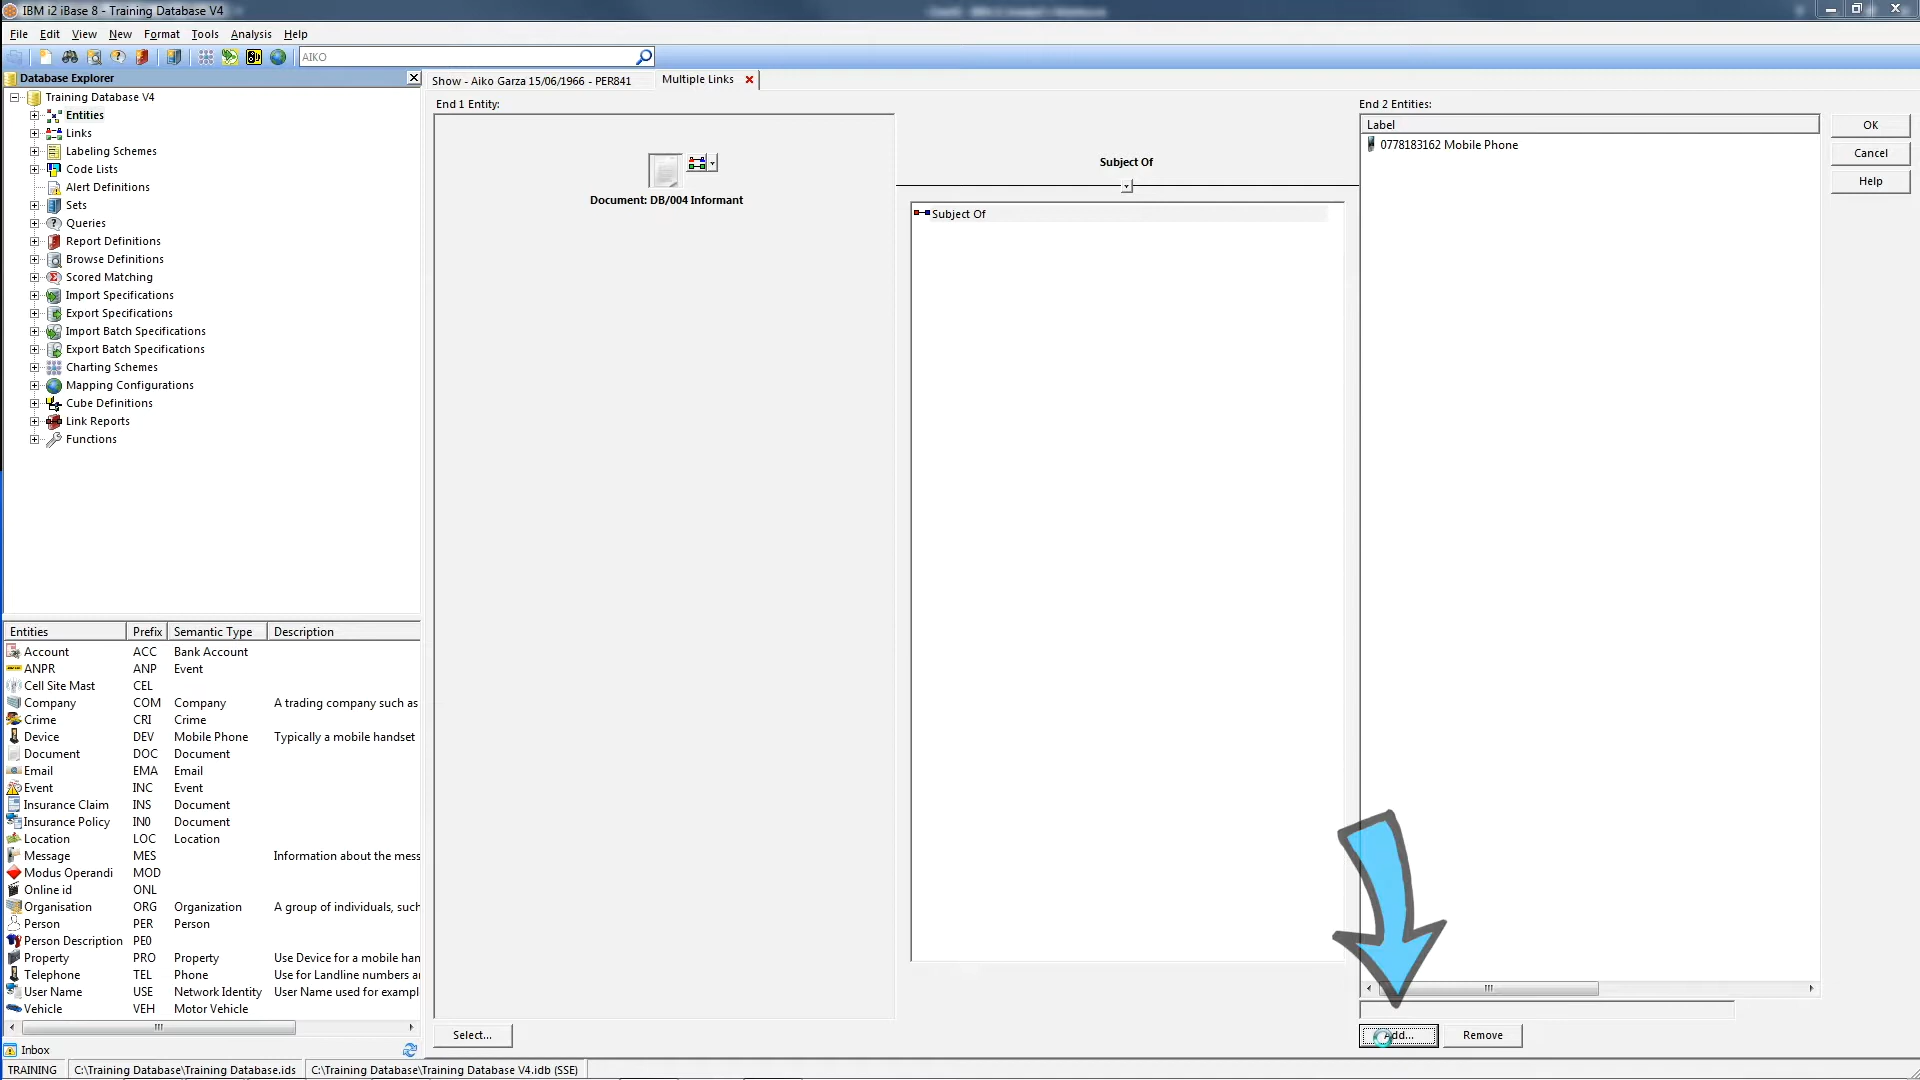 IBM i2 iBase 8 - Training Database V4
File Edit View New Format Tools Analysis Help
AIKO
Database Explorer
Training Database V4
Entities
Links
Labeling Schemes
Code Lists
Alert Definitions
Sets
Queries
Report Definitions
Browse Definitions
Scored Matching
Import Specifications
Export Specifications
Import Batch Specifications
Export Batch Specifications
Charting Schemes
Mapping Configurations
Cube Definitions
Link Reports
Functions
Entities Prefix Semantic Type Description
Account ACC Bank Account
ANPR ANP Event
Cell Site Mast CEL
Company COM Company A trading company such as
Crime CRI Crime
Device DEV Mobile Phone Typically a mobile handset
Document DOC Document
Email EMA Email
Event INC Event
Insurance Claim INS Document
Insurance Policy IN0 Document
Location LOC Location
Message MES Information about the mess
Modus Operandi MOD
Online id ONL
Organisation ORG Organization A group of individuals, such
Person PER Person
Person Description PE0
Property PRO Property Use Device for a mobile han
Telephone TEL Phone Use for Landline numbers a
User Name USE Network Identity User Name used for exampl
Vehicle VEH Motor Vehicle
Inbox
TRAINING C:\Training Database\Training Database.ids C:\Training Database\Training Database V4.idb (SSE)
Show - Aiko Garza 15/06/1966 - PER841 Multiple Links
End 1 Entity:
Document: DB/004 Informant
Select...
Subject Of
Subject Of
End 2 Entities:
Label
0778183162 Mobile Phone
Remove
OK
Cancel
Help